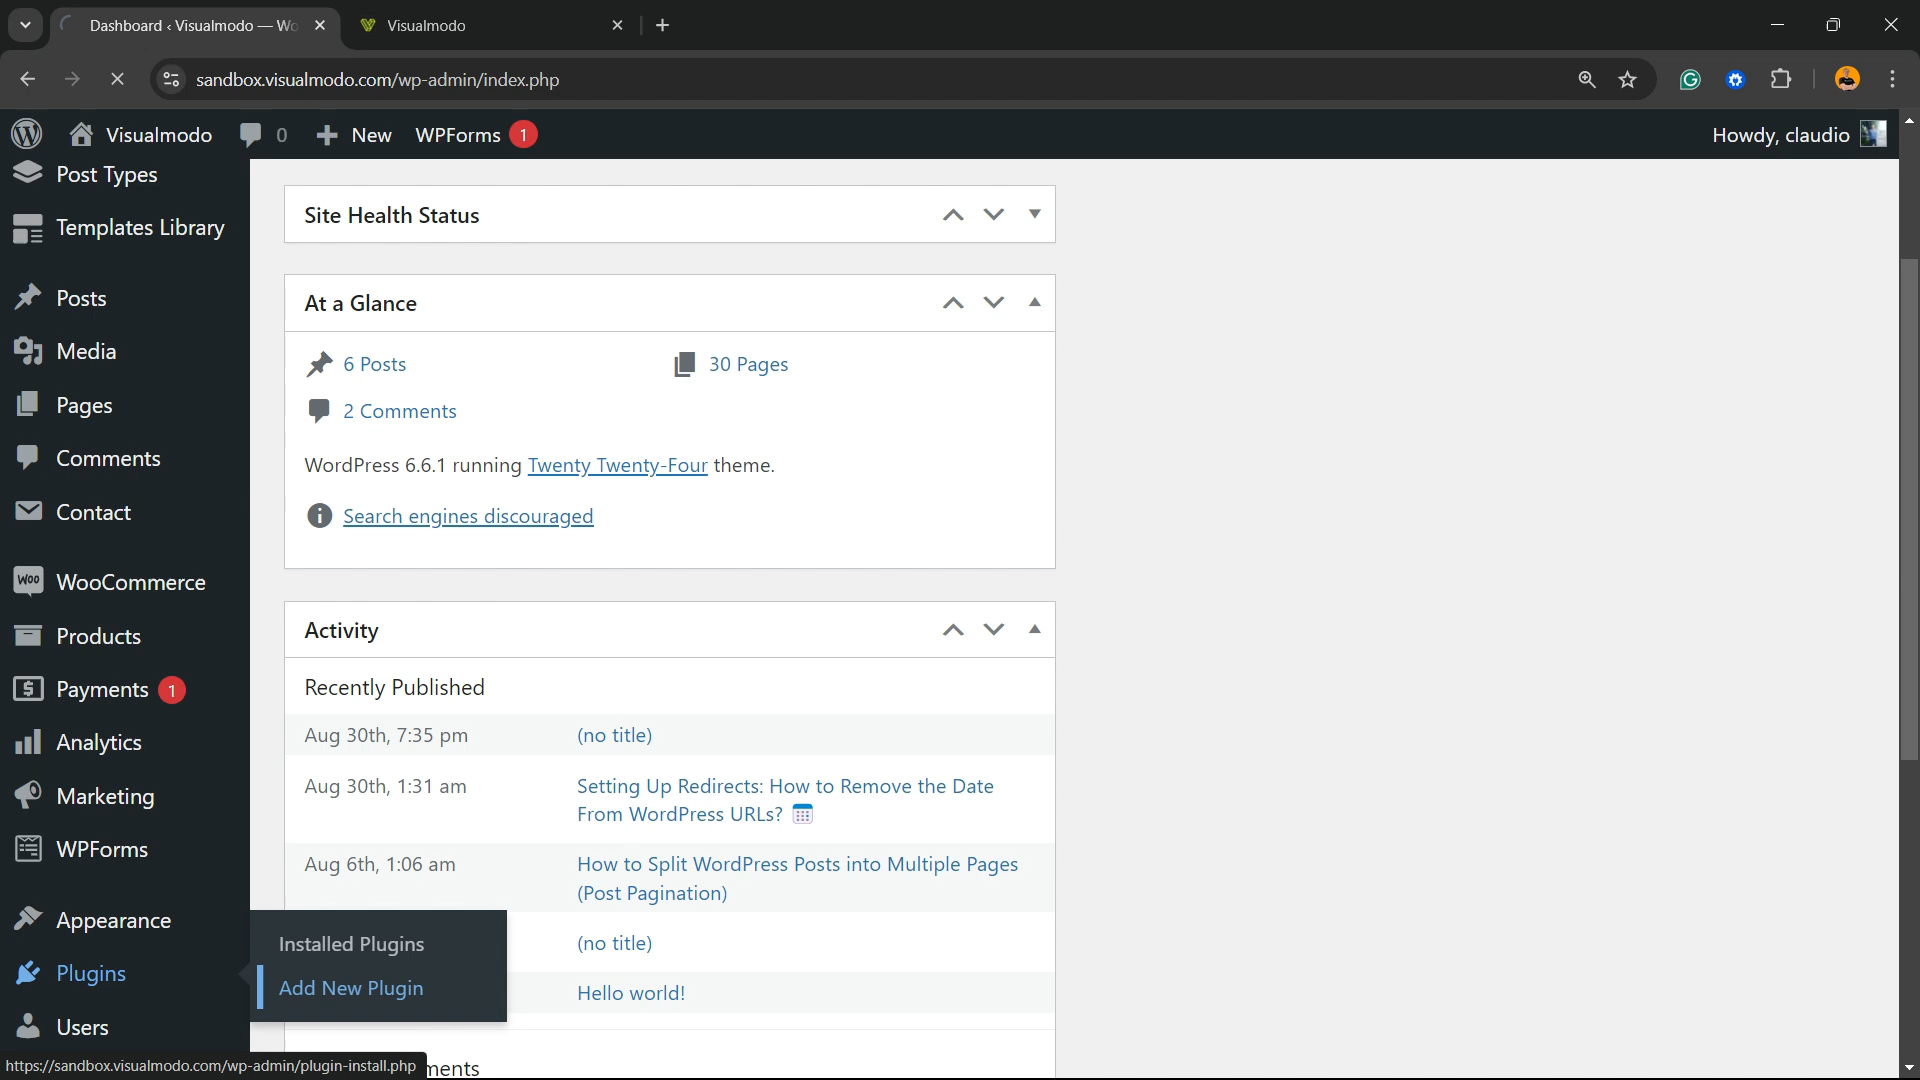 Dashboard ‹ Visualmodo — Wo
Visualmodo
sandbox.visualmodo.com/wp-admin/index.php
Visualmodo
0
New
WPForms 1
Howdy, claudio
Post Types
Templates Library
Posts
Media
Pages
Comments
Contact
WOO
WooCommerce
Products
Payments 1
Analytics
Marketing
WPForms
Appearance
Plugins
Users
Installed Plugins
Add New Plugin
Site Health Status
At a Glance
6 Posts
30 Pages
2 Comments
WordPress 6.6.1 running Twenty Twenty-Four theme.
Search engines discouraged
Activity
Recently Published
Aug 30th, 7:35 pm
(no title)
Aug 30th, 1:31 am
Setting Up Redirects: How to Remove the Date
From WordPress URLs?
Aug 6th, 1:06 am
How to Split WordPress Posts into Multiple Pages
(Post Pagination)
(no title)
Hello world!
ments
https://sandbox.visualmodo.com/wp-admin/plugin-install.php